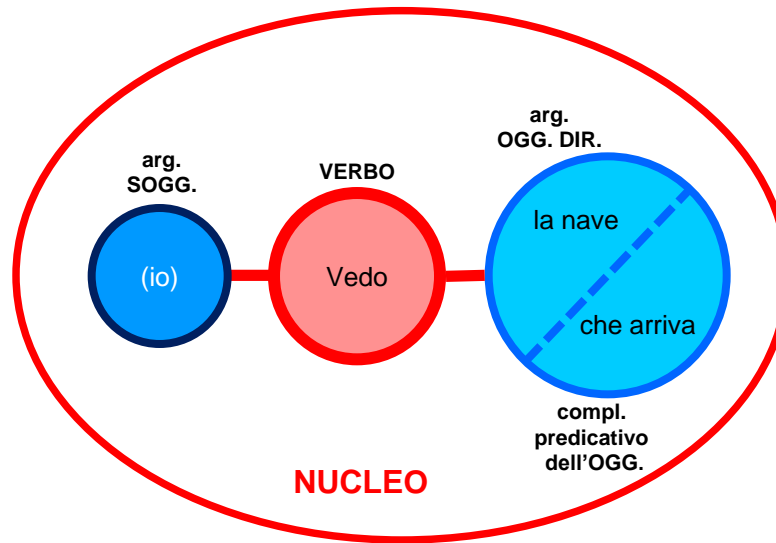 arg.
SOGG.
VERBO
arg.
OGG. DIR.
(io)
Vedo
la nave
che arriva
compl.
predicativo
dell’OGG.
NUCLEO